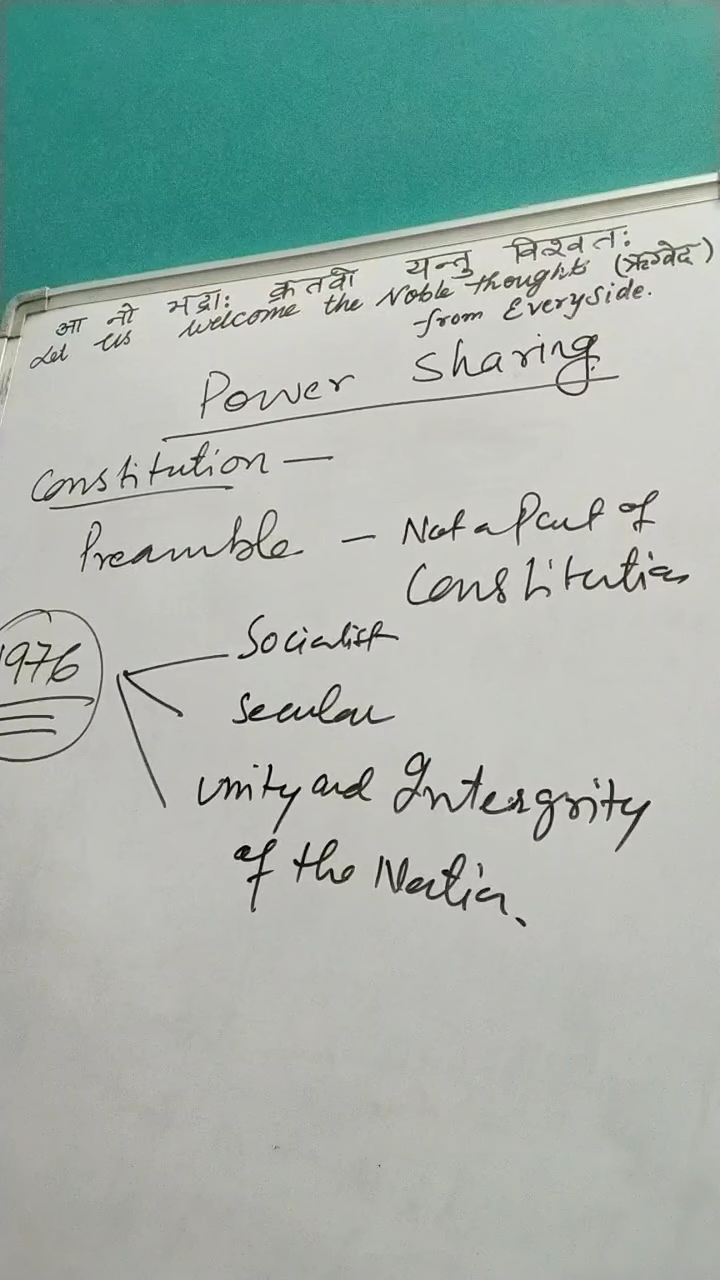 आ नो भद्राः क्रतवो यन्तु विश्वतः
Let us welcome the Noble thoughts (ऋग्वेद)
from Everyside.
Power Sharing
Constitution —
Preamble — Not a Part of
Constitution
1976
Socialist
Secular
Unity and Intergrity
of the Nation.